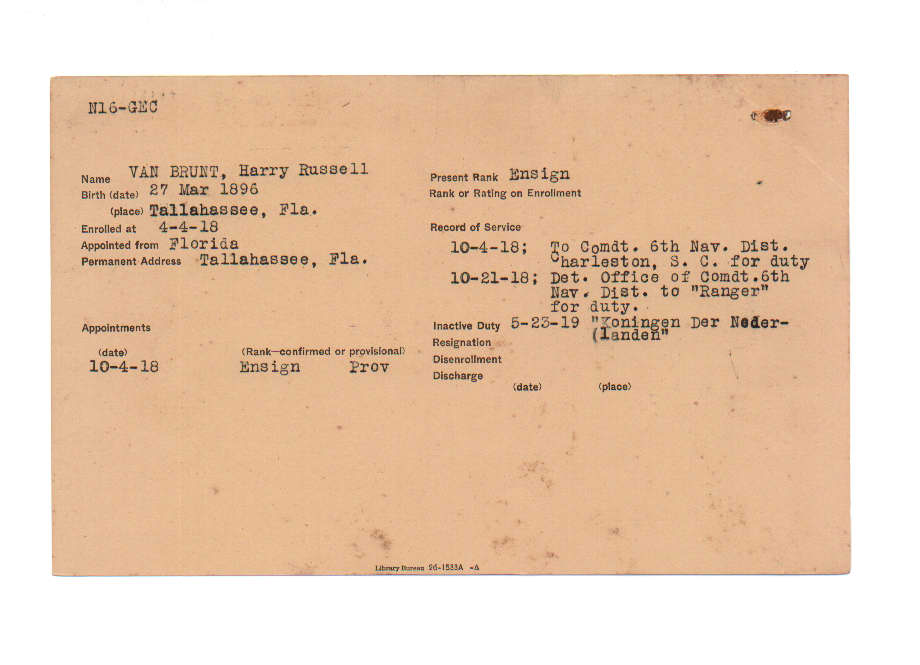 N16-GEC
Name VAN BRUNT, Harry Russell
Birth (date) 27 Mar 1896
(place) Tallahassee, Fla.
Enrolled at 4-4-18
Appointed from Florida
Permanent Address Tallahassee, Fla.
Appointments
(date) (Rank—confirmed or provisional)
10-4-18 Ensign Prov
Present Rank Ensign
Rank or Rating on Enrollment
Record of Service
10-4-18; To Comdt. 6th Nav. Dist.
Charleston, S. C. for duty
10-21-18; Det. Office of Comdt.6th
Nav. Dist. to "Ranger"
for duty.
Inactive Duty 5-23-19 "Koningen Der Neder-
(landen"
Resignation
Disenrollment
Discharge
(date) (place)
Library Bureau 26-1533A -A